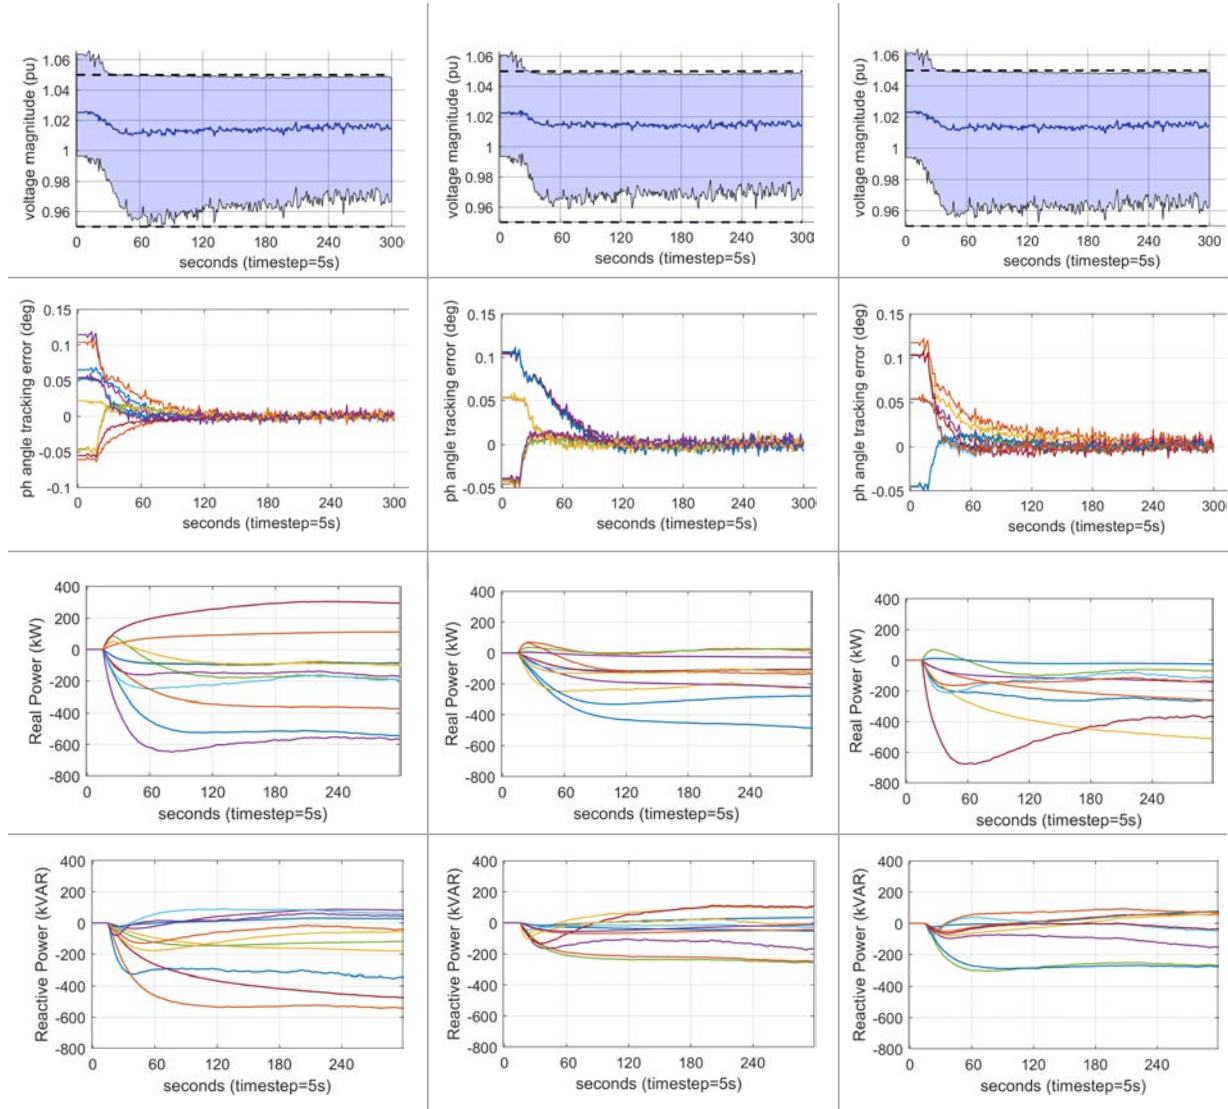 voltage magnitude (pu)
1.06
1.04
1.02
1
0.98
0.96
0 60 120 180 240 300
seconds (timestep=5s)
voltage magnitude (pu)
1.06
1.04
1.02
1
0.98
0.96
0 60 120 180 240 300
seconds (timestep=5s)
voltage magnitude (pu)
1.06
1.04
1.02
1
0.98
0.96
0 60 120 180 240 300
seconds (timestep=5s)
ph angle tracking error (deg)
0.15
0.1
0.05
0
-0.05
-0.1
0 60 120 180 240 300
seconds (timestep=5s)
ph angle tracking error (deg)
0.15
0.1
0.05
0
-0.05
0 60 120 180 240 300
seconds (timestep=5s)
ph angle tracking error (deg)
0.15
0.1
0.05
0
-0.05
0 60 120 180 240 300
seconds (timestep=5s)
Real Power (kW)
400
200
0
-200
-400
-600
-800
0 60 120 180 240
seconds (timestep=5s)
Real Power (kW)
400
200
0
-200
-400
-600
-800
0 60 120 180 240
seconds (timestep=5s)
Real Power (kW)
400
200
0
-200
-400
-600
-800
0 60 120 180 240
seconds (timestep=5s)
Reactive Power (kVAR)
400
200
0
-200
-400
-600
-800
0 60 120 180 240
seconds (timestep=5s)
Reactive Power (kVAR)
400
200
0
-200
-400
-600
-800
0 60 120 180 240
seconds (timestep=5s)
Reactive Power (kVAR)
400
200
0
-200
-400
-600
-800
0 60 120 180 240
seconds (timestep=5s)